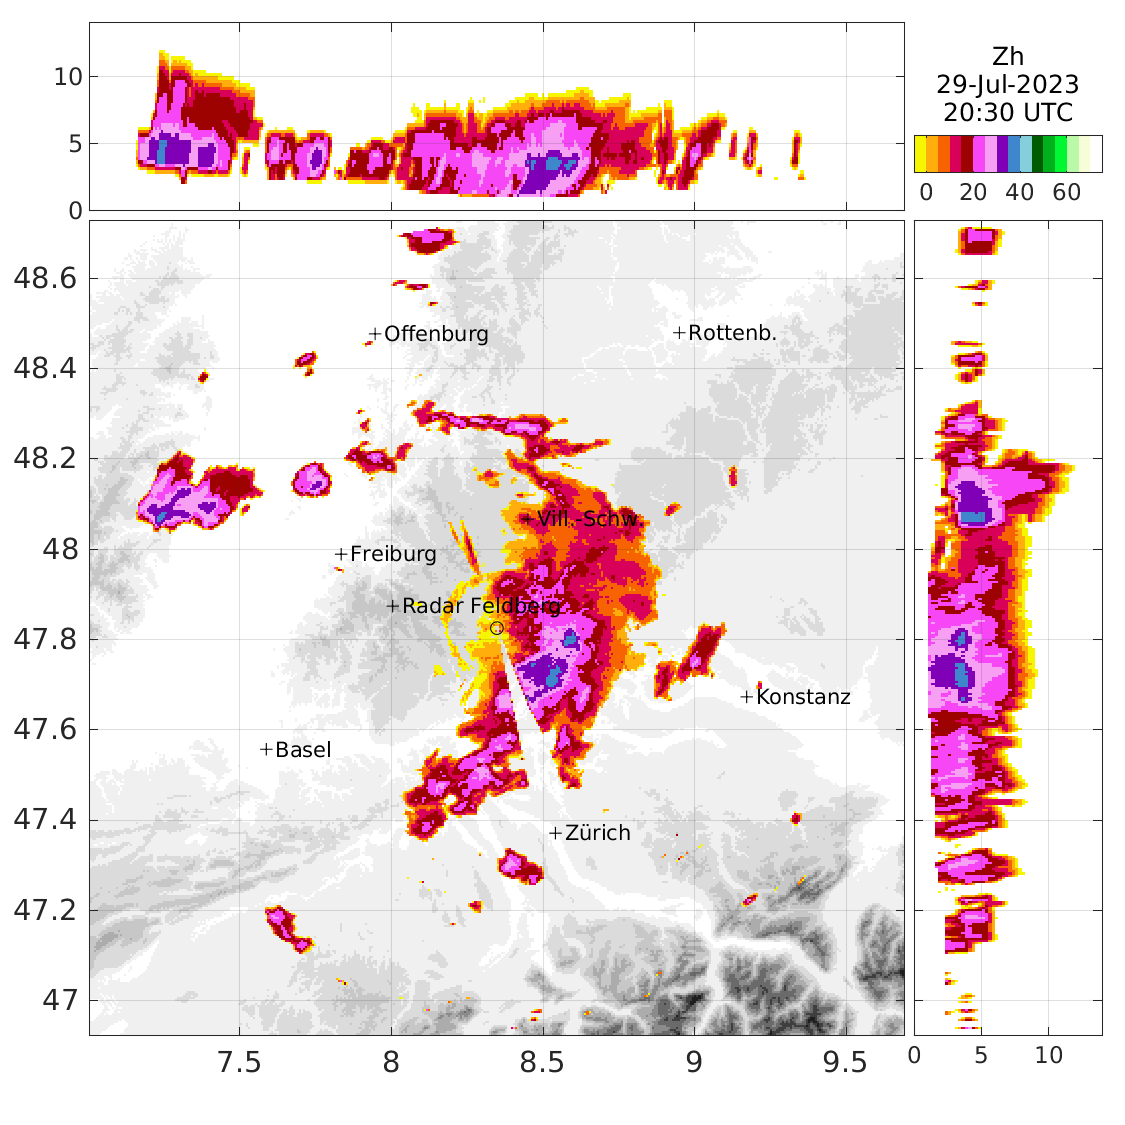 10
5
0
Zh
29-Jul-2023
20:30 UTC
0 20 40 60
48.6
48.4
48.2
48
47.8
47.6
47.4
47.2
47
+Offenburg
+Rottenb.
+Vill.-Schw.
+Freiburg
+Radar Feldberg
+Konstanz
+Basel
+Zürich
7.5 8 8.5 9 9.5
0 5 10